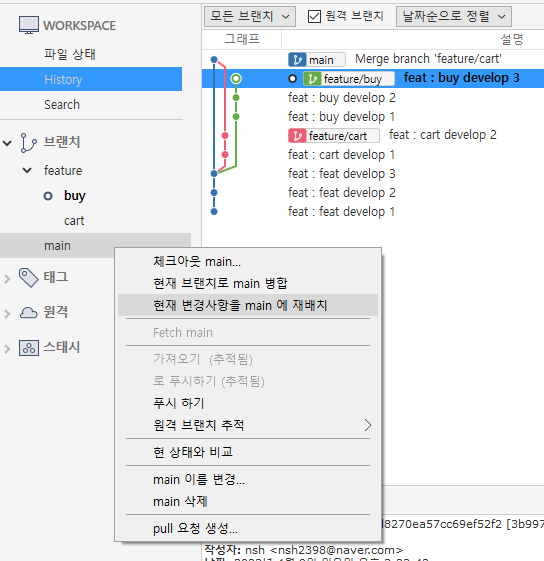 WORKSPACE
파일 상태
History
Search
브랜치
feature
buy
cart
main
태그
원격
스태시
모든 브랜치
원격 브랜치
날짜순으로 정렬
그래프
설명
main Merge branch 'feature/cart'
feature/buy feat : buy develop 3
feat : buy develop 2
feat : buy develop 1
feature/cart feat : cart develop 2
feat : cart develop 1
feat : feat develop 3
feat : feat develop 2
feat : feat develop 1
체크아웃 main...
현재 브랜치로 main 병합
현재 변경사항을 main 에 재배치
Fetch main
가져오기 (추적됨)
로 푸시하기 (추적됨)
푸시 하기
원격 브랜치 추적
현 상태와 비교
main 이름 변경...
main 삭제
pull 요청 생성...
d8270ea57cc69ef52f2 [3b997
작성자: nsh <nsh2398@naver.com>